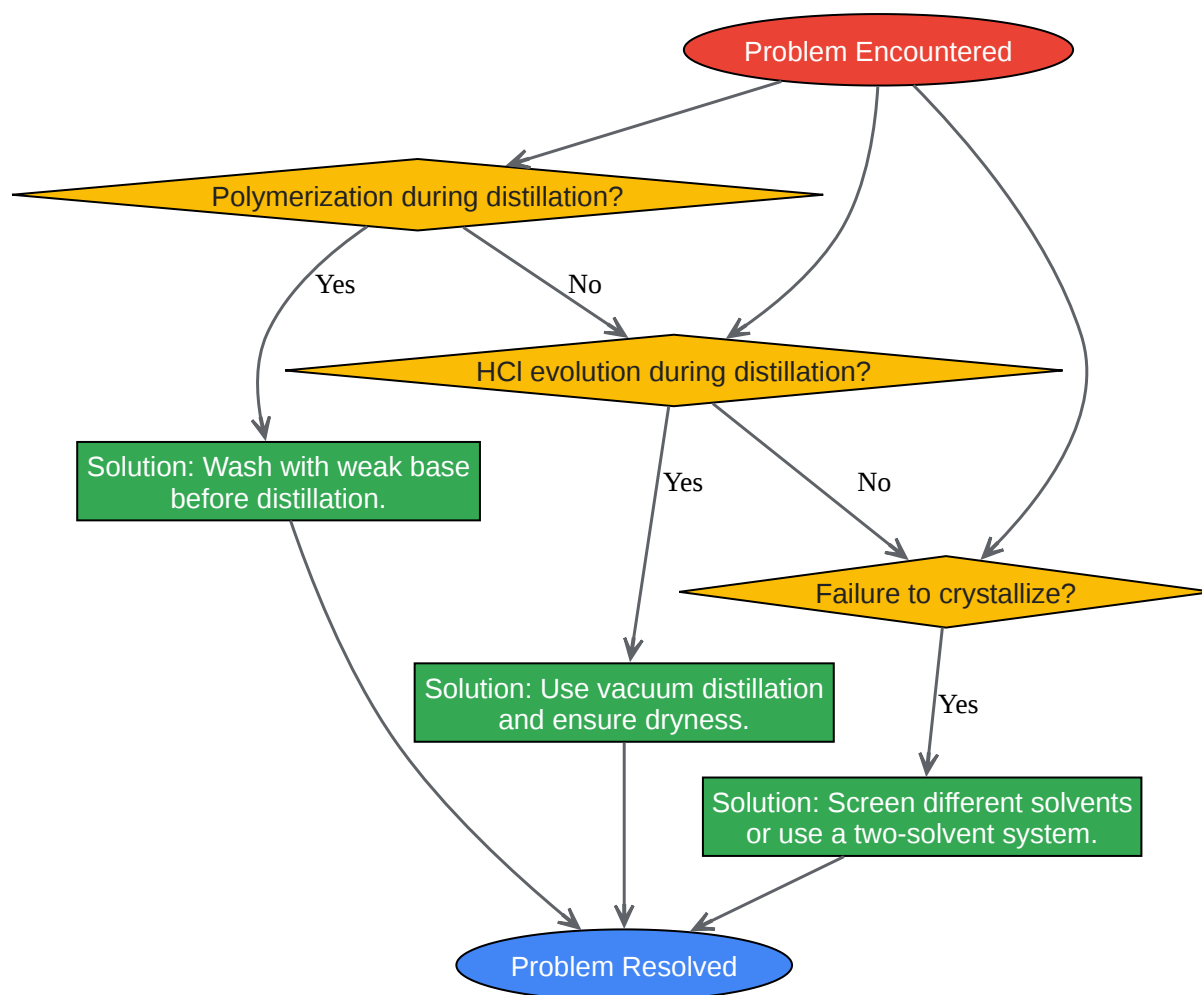 Problem Encountered
Polymerization during distillation?
Yes
No
HCl evolution during distillation?
Solution: Wash with weak base
before distillation.
Yes
No
Failure to crystallize?
Solution: Use vacuum distillation
and ensure dryness.
Yes
Solution: Screen different solvents
or use a two-solvent system.
Problem Resolved